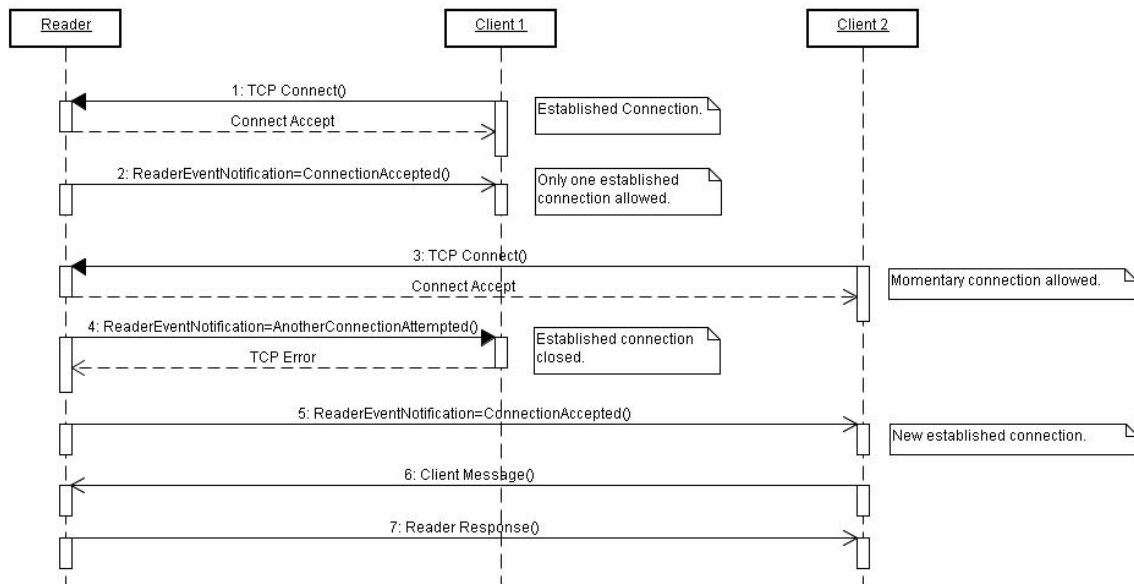 Reader
Client 1
Client 2
1: TCP Connect()
Established Connection.
Connect Accept
2: ReaderEventNotification=ConnectionAccepted()
Only one established
connection allowed.
3: TCP Connect()
Momentary connection allowed.
Connect Accept
4: ReaderEventNotification=AnotherConnectionAttempted()
Established connection
closed.
TCP Error
5: ReaderEventNotification=ConnectionAccepted()
New established connection.
6: Client Message()
7: Reader Response()